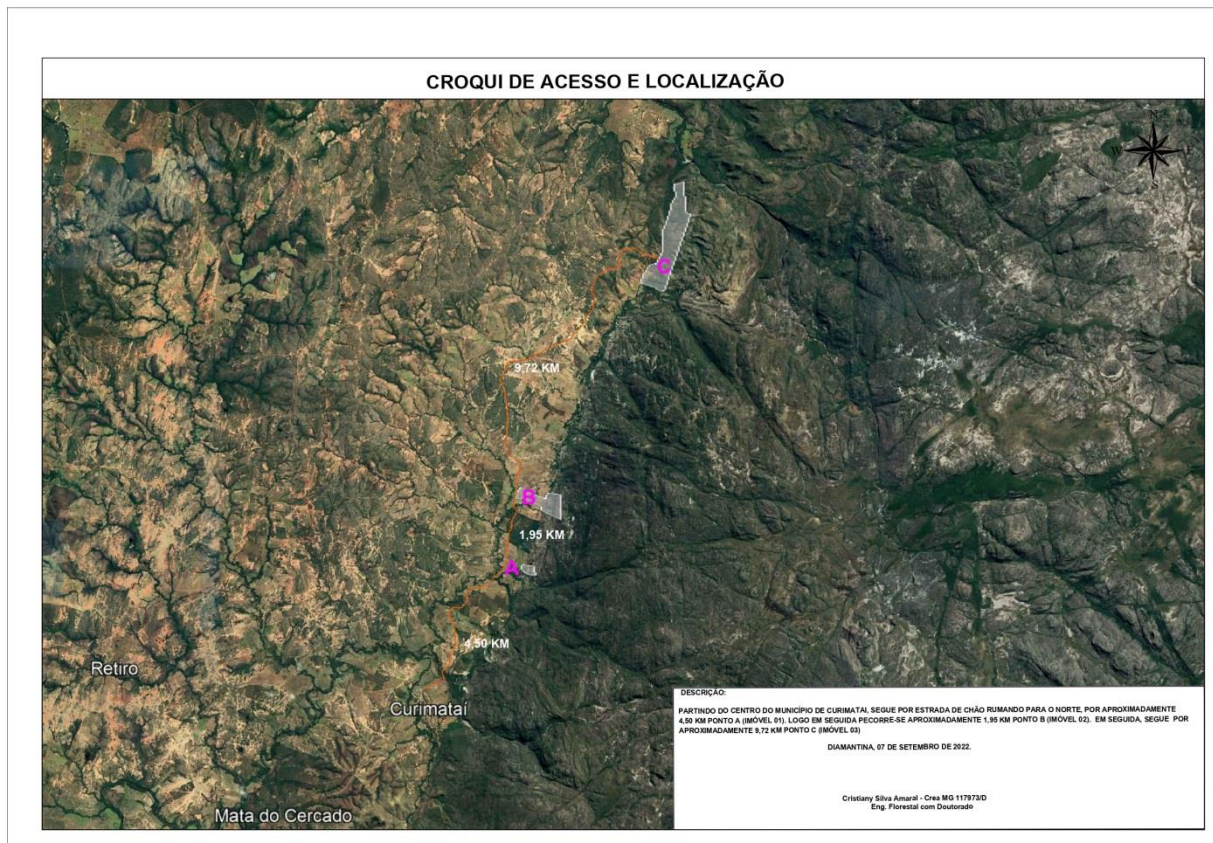 CROQUI DE ACESSO E LOCALIZAÇÃO
N
W
E
S
C
9,72 KM
B
1,95 KM
A
4,50 KM
Retiro
Curimataí
Mata do Cercado
DESCRIÇÃO:
PARTINDO DO CENTRO DO MUNICÍPIO DE CURIMATAI, SEGUE POR ESTRADA DE CHÃO RUMANDO PARA O NORTE, POR APROXIMADAMENTE
4,50 KM PONTO A (IMÓVEL 01). LOGO EM SEGUIDA PECORRE-SE APROXIMADAMENTE 1,95 KM PONTO B (IMÓVEL 02). EM SEGUIDA, SEGUE POR
APROXIMADAMENTE 9,72 KM PONTO C (IMÓVEL 03)
DIAMANTINA, 07 DE SETEMBRO DE 2022.
Cristiany Silva Amaral - Crea MG 117973/D
Eng. Florestal com Doutorado